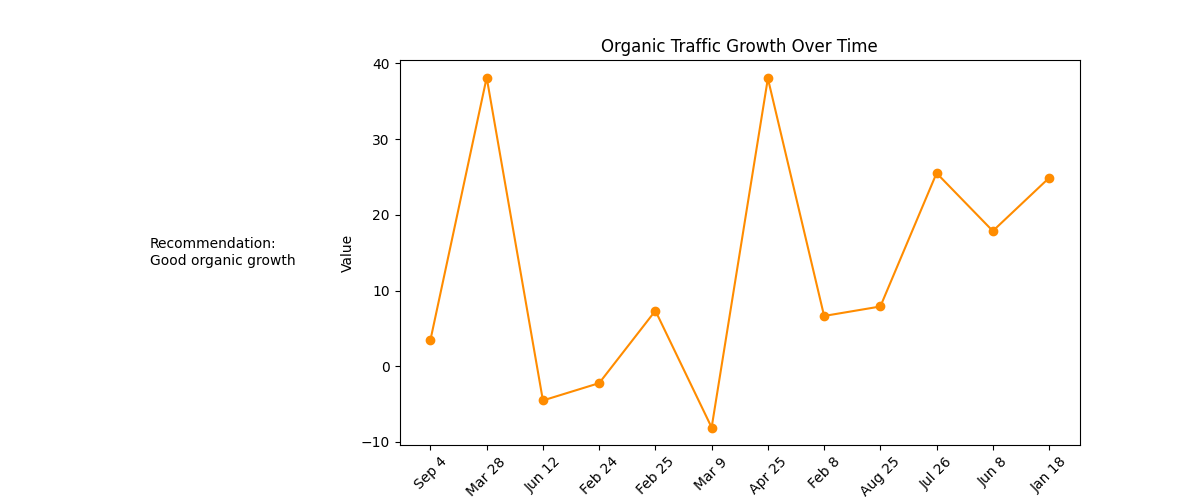 Organic Traffic Growth Over Time
Recommendation:
Good organic growth
Value
40
30
20
10
0
−10
Sep 4
Mar 28
Jun 12
Feb 24
Feb 25
Mar 9
Apr 25
Feb 8
Aug 25
Jul 26
Jun 8
Jan 18